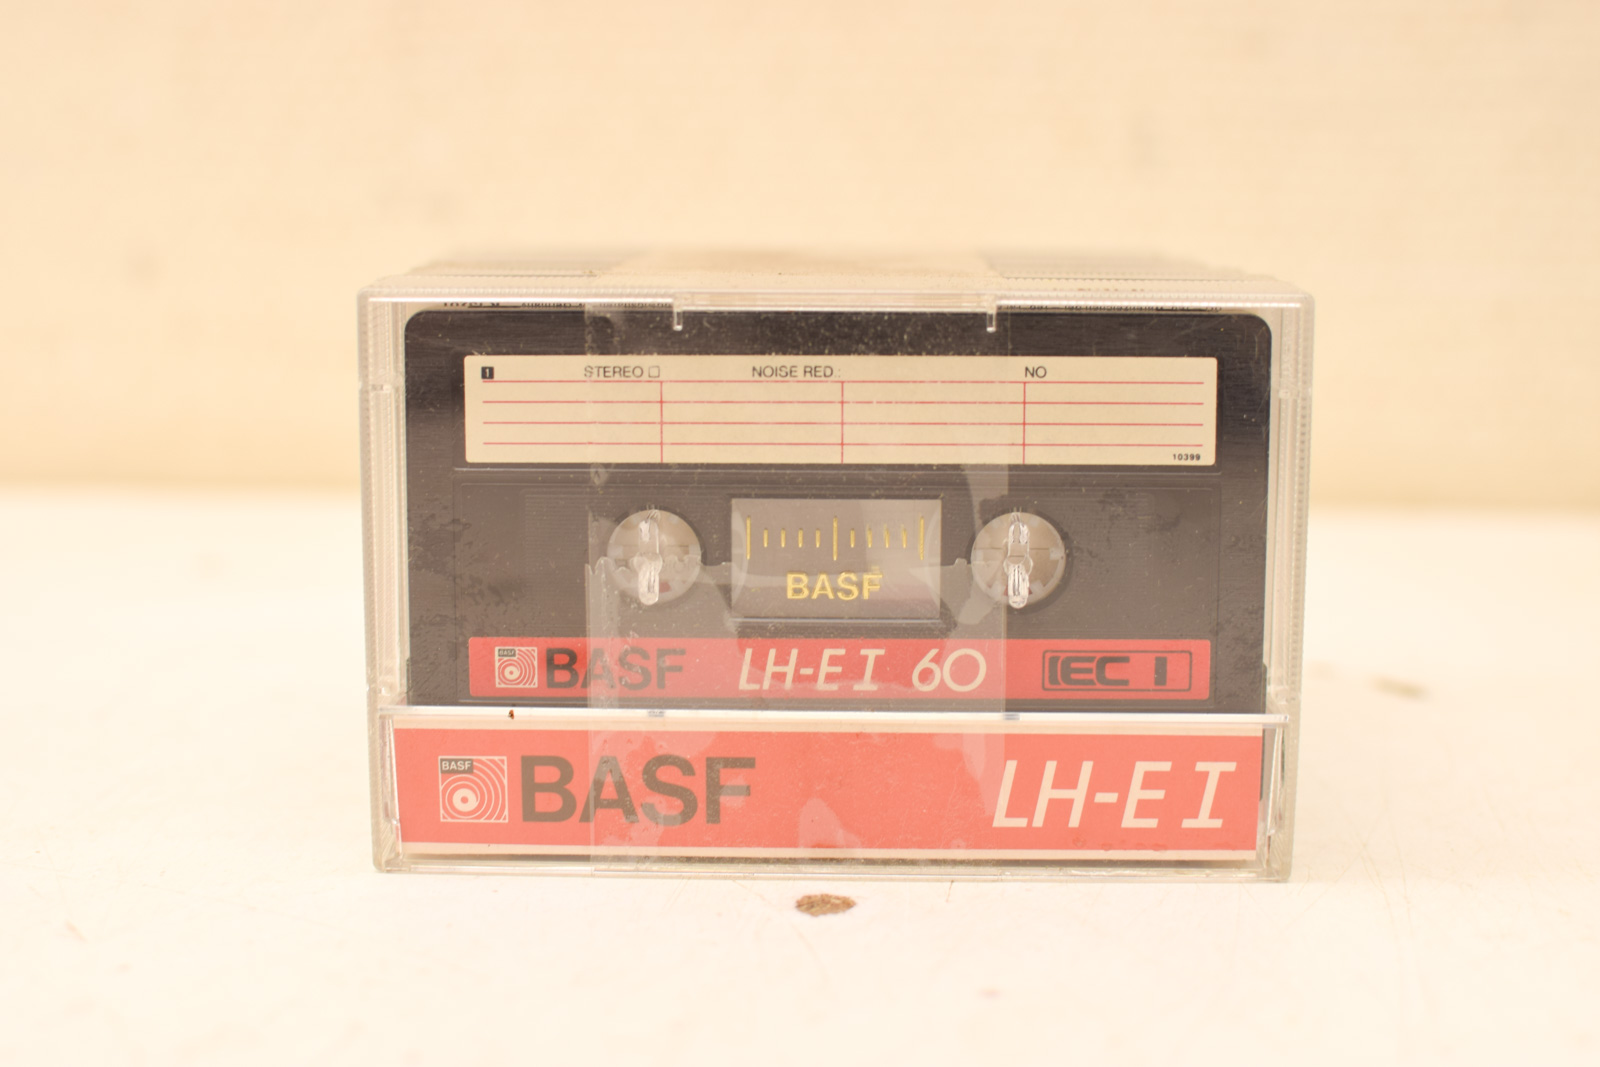 1 STEREO NOISE RED: NO
10399
BASF
BASF BASF LH-E I 60 IEC I
BASF BASF LH-E I